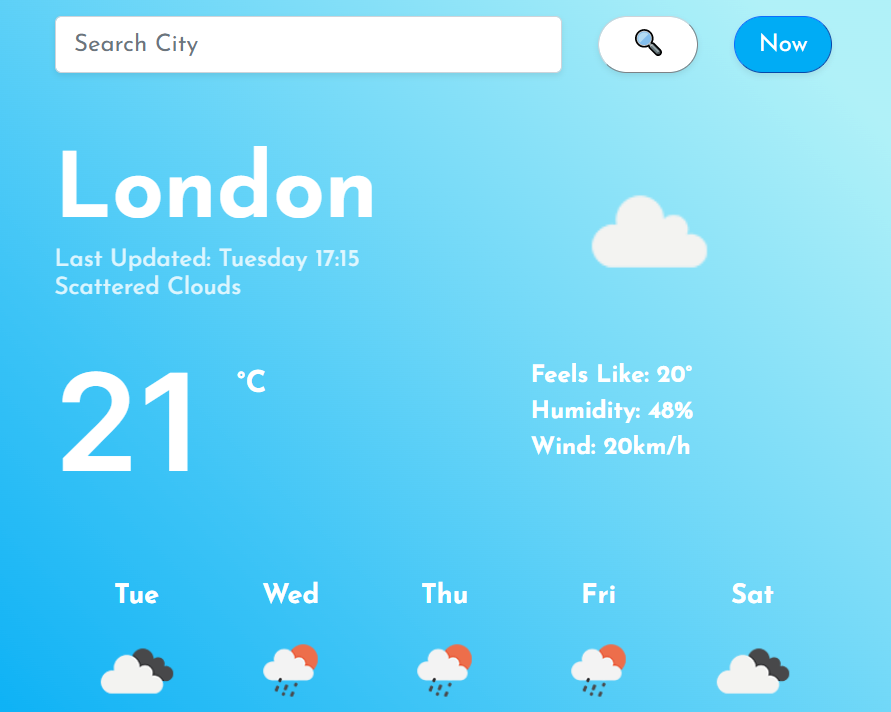 Search City
Now
London
Last Updated: Tuesday 17:15
Scattered Clouds
21 °C
Feels Like: 20°
Humidity: 48%
Wind: 20km/h
Tue Wed Thu Fri Sat